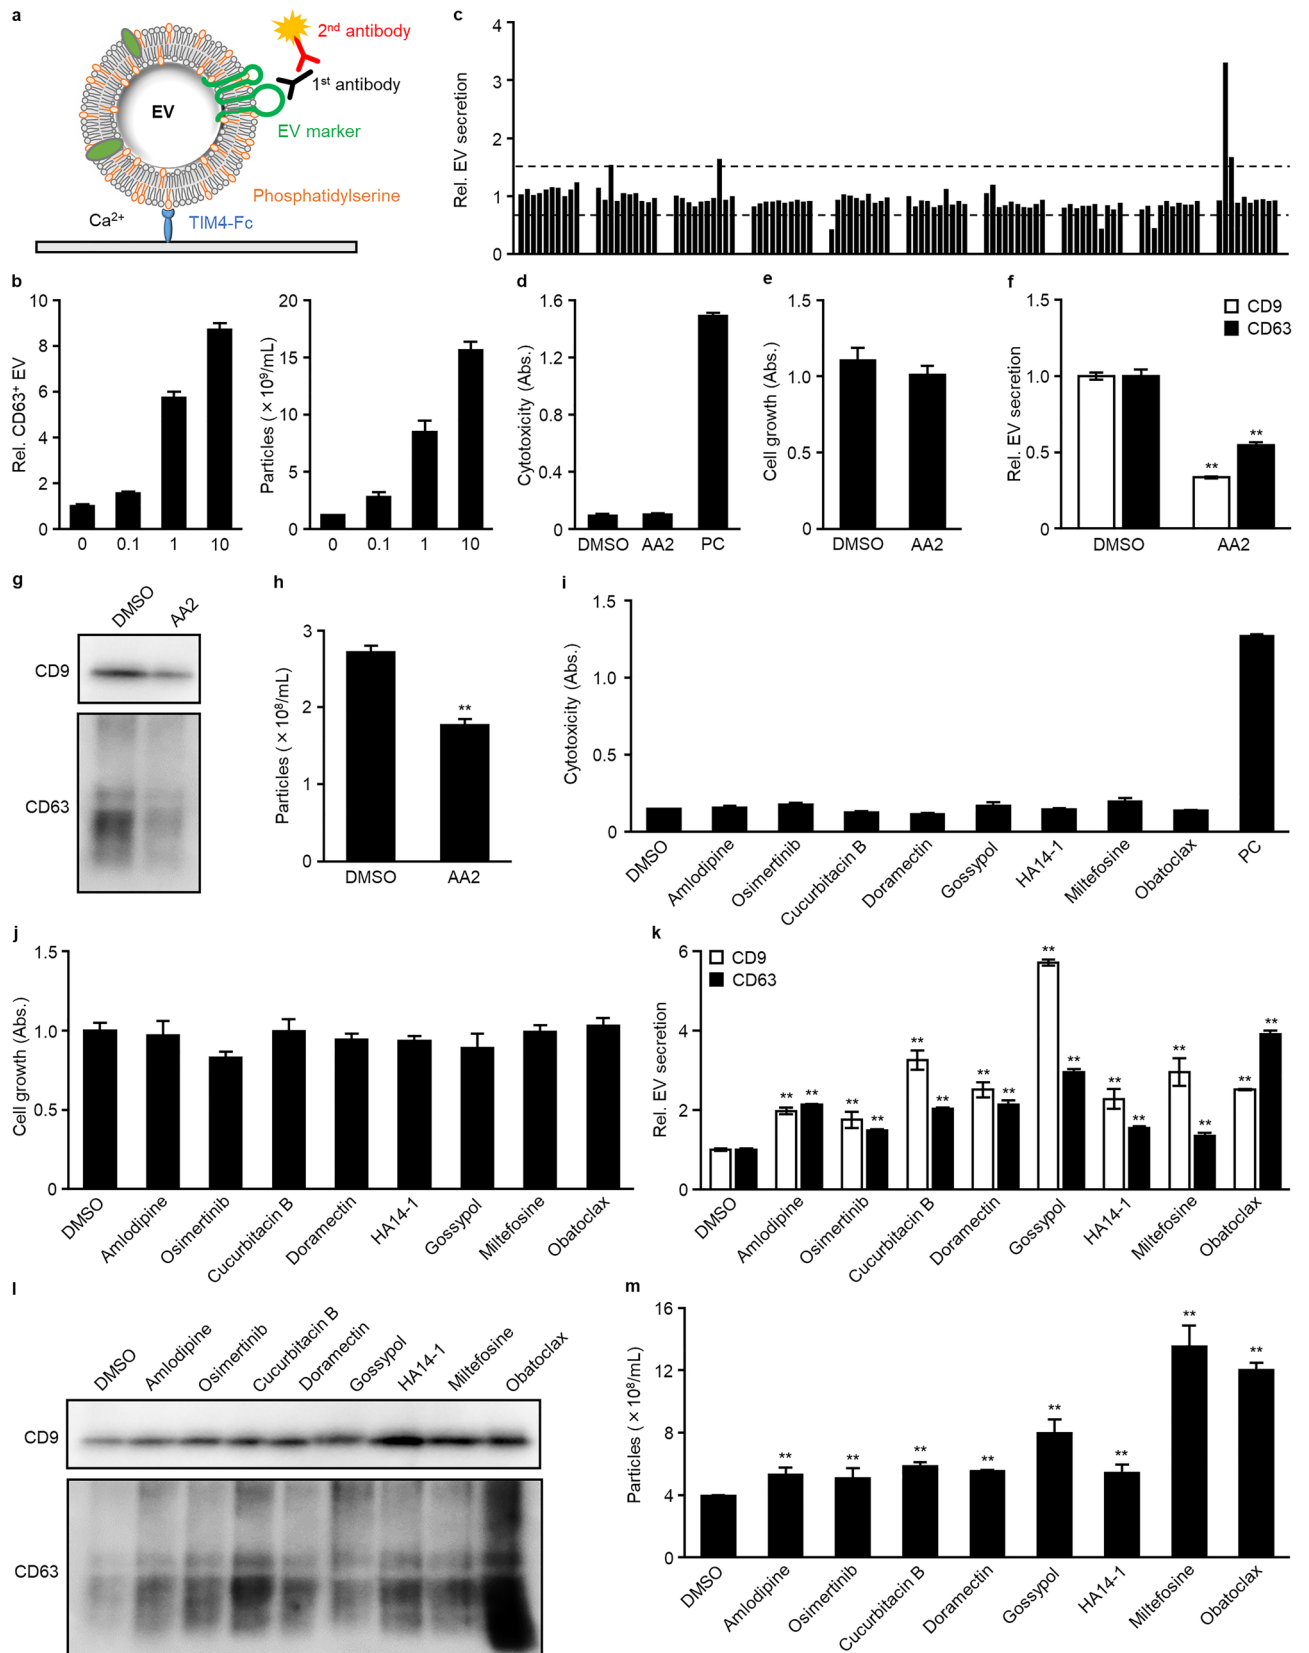 a
2nd antibody
1st antibody
EV
EV marker
Phosphatidylserine
Ca2+
TIM4-Fc
c
Rel. EV secretion
4
3
2
1
0
b
Rel. CD63+ EV
10
8
6
4
2
0
0 0.1 1 10
Particles (×10⁹/mL)
20
15
10
5
0
0 0.1 1 10
d
Cytotoxicity (Abs.)
1.6
1.2
0.8
0.4
0
DMSO AA2 PC
e
Cell growth (Abs.)
1.5
1.0
0.5
0
DMSO AA2
f
Rel. EV secretion
1.5
1.0
0.5
0
CD9
CD63
** **
DMSO AA2
g
DMSO AA2
CD9
CD63
h
Particles (×10⁸/mL)
3
2
1
0
**
DMSO AA2
i
Cytotoxicity (Abs.)
1.5
1.0
0.5
0
DMSO Amlodipine Osimertinib Cucurbitacin B Doramectin Gossypol HA14-1 Miltefosine Obatoclax PC
j
Cell growth (Abs.)
1.5
1.0
0.5
0
DMSO Amlodipine Osimertinib Cucurbitacin B Doramectin HA14-1 Gossypol Miltefosine Obatoclax
k
Rel. EV secretion
6
4
2
0
CD9
CD63
** ** ** ** ** ** ** ** ** ** ** ** ** ** ** **
DMSO Amlodipine Osimertinib Cucurbitacin B Doramectin Gossypol HA14-1 Miltefosine Obatoclax
l
DMSO Amlodipine Osimertinib Cucurbitacin B Doramectin Gossypol HA14-1 Miltefosine Obatoclax
CD9
CD63
m
Particles (×10⁸/mL)
16
12
8
4
0
** ** ** ** ** ** ** **
DMSO Amlodipine Osimertinib Cucurbitacin B Doramectin Gossypol HA14-1 Miltefosine Obatoclax